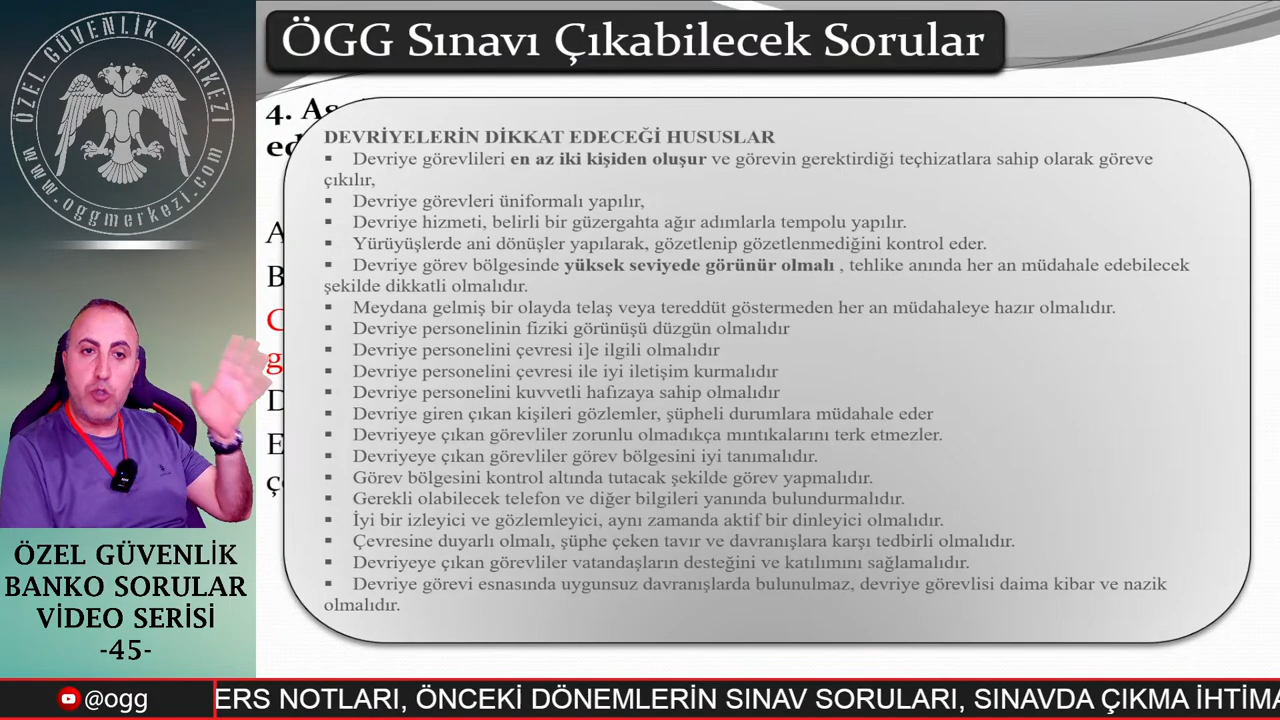 ÖZEL GÜVENLİK MERKEZİ
www.oggmerkezi.com
ÖGG Sınavı Çıkabilecek Sorular
4. Aş
ed
A
B
C
g
D
E
ç
DEVRİYELERİN DİKKAT EDECEĞİ HUSUSLAR
▪ Devriye görevlileri en az iki kişiden oluşur ve görevin gerektirdiği teçhizatlara sahip olarak göreve
çıkılır,
▪ Devriye görevleri üniformalı yapılır,
▪ Devriye hizmeti, belirli bir güzergahta ağır adımlarla tempolu yapılır.
▪ Yürüyüşlerde ani dönüşler yapılarak, gözetlenip gözetlenmediğini kontrol eder.
▪ Devriye görev bölgesinde yüksek seviyede görünür olmalı , tehlike anında her an müdahale edebilecek
şekilde dikkatli olmalıdır.
▪ Meydana gelmiş bir olayda telaş veya tereddüt göstermeden her an müdahaleye hazır olmalıdır.
▪ Devriye personelinin fiziki görünüşü düzgün olmalıdır
▪ Devriye personelini çevresi i]e ilgili olmalıdır
▪ Devriye personelini çevresi ile iyi iletişim kurmalıdır
▪ Devriye personelini kuvvetli hafızaya sahip olmalıdır
▪ Devriye giren çıkan kişileri gözlemler, şüpheli durumlara müdahale eder
▪ Devriyeye çıkan görevliler zorunlu olmadıkça mıntıkalarını terk etmezler.
▪ Devriyeye çıkan görevliler görev bölgesini iyi tanımalıdır.
▪ Görev bölgesini kontrol altında tutacak şekilde görev yapmalıdır.
▪ Gerekli olabilecek telefon ve diğer bilgileri yanında bulundurmalıdır.
▪ İyi bir izleyici ve gözlemleyici, aynı zamanda aktif bir dinleyici olmalıdır.
▪ Çevresine duyarlı olmalı, şüphe çeken tavır ve davranışlara karşı tedbirli olmalıdır.
▪ Devriyeye çıkan görevliler vatandaşların desteğini ve katılımını sağlamalıdır.
▪ Devriye görevi esnasında uygunsuz davranışlarda bulunulmaz, devriye görevlisi daima kibar ve nazik
olmalıdır.
ÖZEL GÜVENLİK
BANKO SORULAR
VİDEO SERİSİ
-45-
@ogg
ERS NOTLARI, ÖNCEKİ DÖNEMLERİN SINAV SORULARI, SINAVDA ÇIKMA İHTİMA